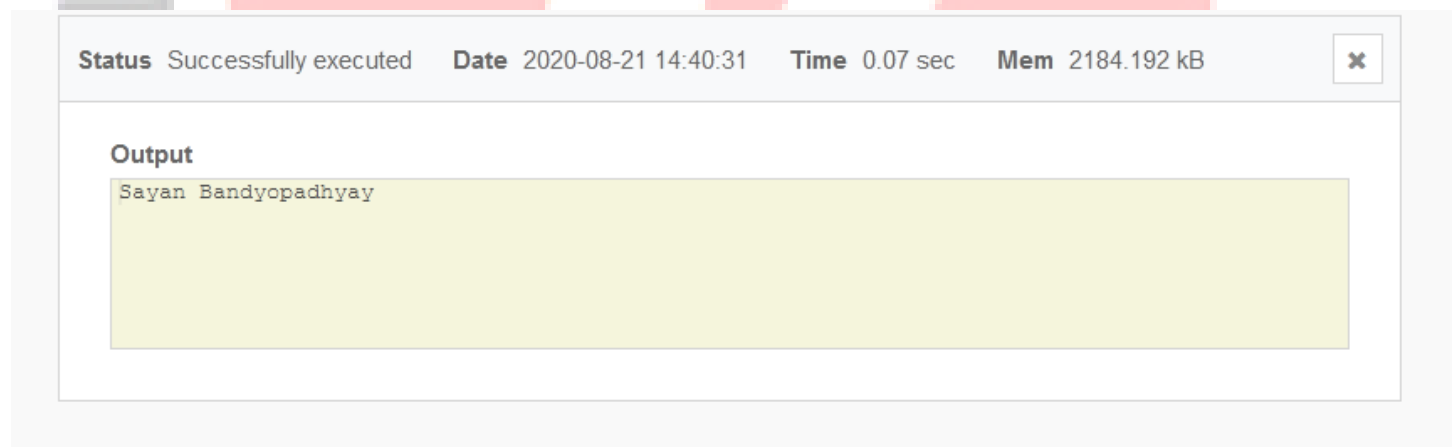 Status Successfully executed Date 2020-08-21 14:40:31 Time 0.07 sec Mem 2184.192 kB
Output
Sayan Bandyopadhyay